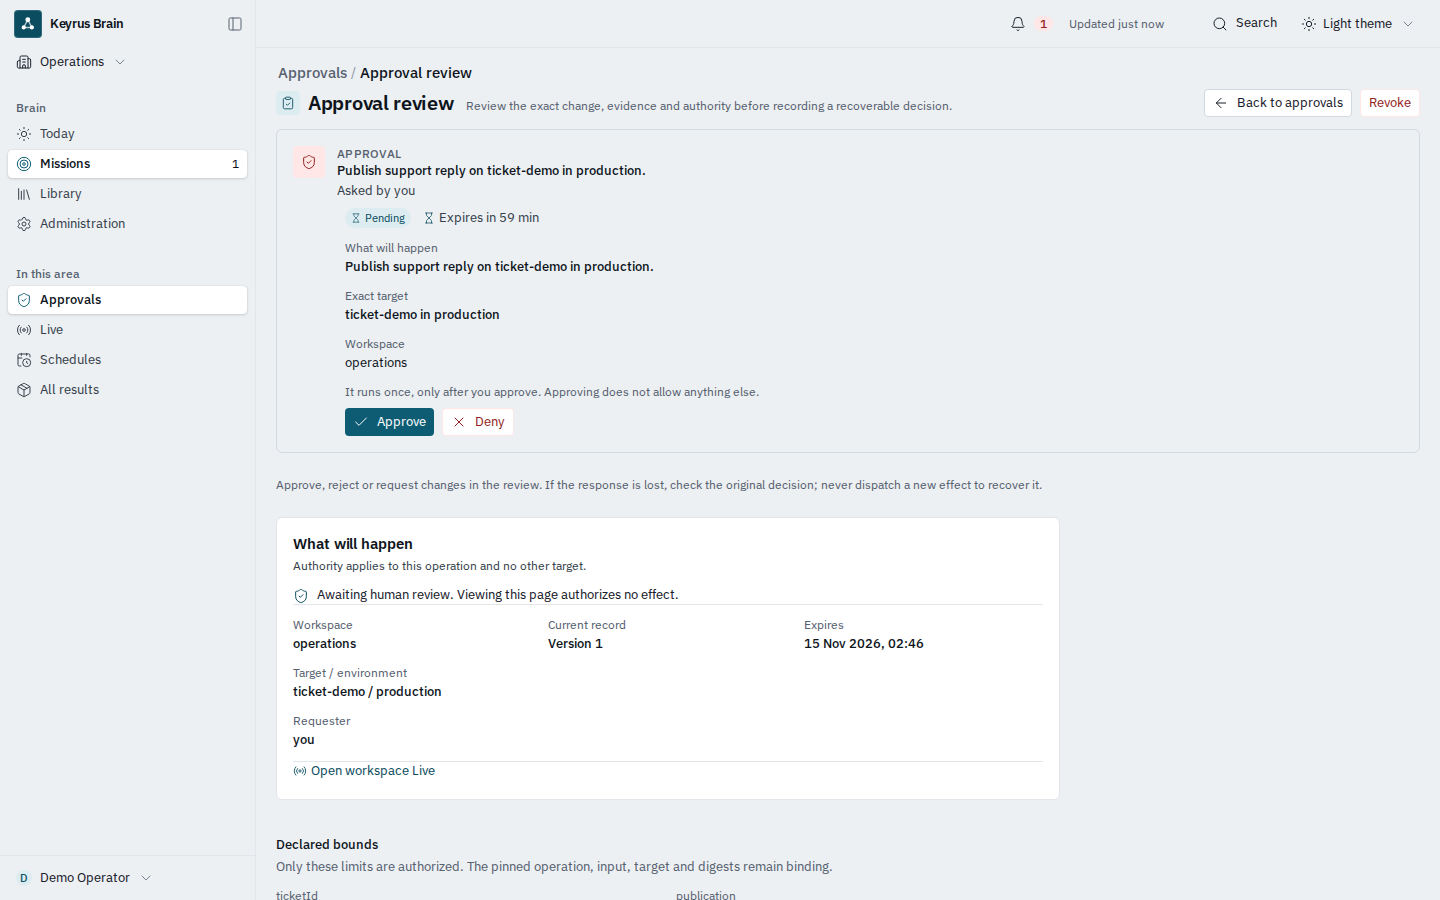 Keyrus Brain
1
Updated just now
Search
Light theme
Operations
Brain
Today
Missions
1
Library
Administration
In this area
Approvals
Live
Schedules
All results
D
Demo Operator
Approvals / Approval review
Approval review
Review the exact change, evidence and authority before recording a recoverable decision.
Back to approvals
Revoke
APPROVAL
Publish support reply on ticket-demo in production.
Asked by you
Pending
Expires in 59 min
What will happen
Publish support reply on ticket-demo in production.
Exact target
ticket-demo in production
Workspace
operations
It runs once, only after you approve. Approving does not allow anything else.
Approve
Deny
Approve, reject or request changes in the review. If the response is lost, check the original decision; never dispatch a new effect to recover it.
What will happen
Authority applies to this operation and no other target.
Awaiting human review. Viewing this page authorizes no effect.
Workspace
operations
Current record
Version 1
Expires
15 Nov 2026, 02:46
Target / environment
ticket-demo / production
Requester
you
Open workspace Live
Declared bounds
Only these limits are authorized. The pinned operation, input, target and digests remain binding.
ticketId
publication